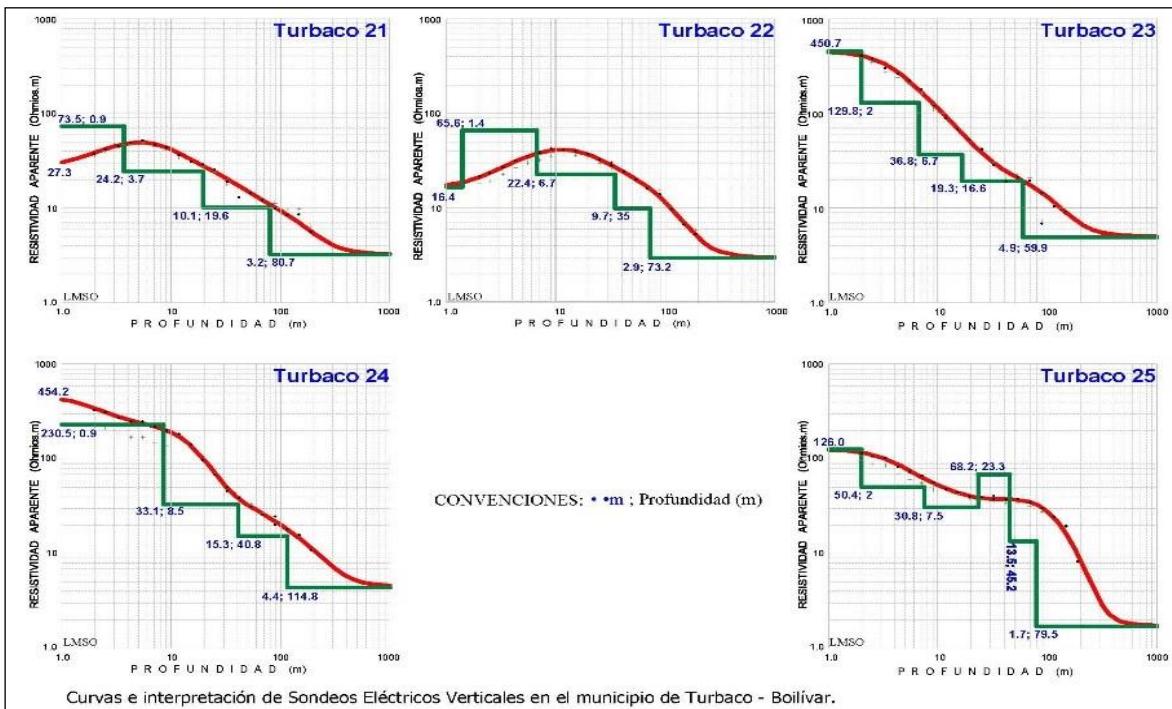 Turbaco 21
RESISTIVIDAD APARENTE (Ohmios.m)
1000
100
10
1.0
73.5; 0.9
27.3
24.2; 3.7
10.1; 19.6
3.2; 80.7
LMSO
1.0 10 100 1000
PROFUNDIDAD (m)
Turbaco 22
RESISTIVIDAD APARENTE (Ohmios.m)
1000
100
10
1.0
65.6; 1.4
16.4
22.4; 6.7
9.7; 35
2.9; 73.2
LMSO
1.0 10 100 1000
PROFUNDIDAD (m)
Turbaco 23
RESISTIVIDAD APARENTE (Ohmios.m)
1000
100
10
1.0
450.7
129.8; 2
36.8; 6.7
19.3; 16.6
4.9; 59.9
LMSO
1.0 10 100 1000
PROFUNDIDAD (m)
Turbaco 24
RESISTIVIDAD APARENTE (Ohmios.m)
1000
100
10
1.0
454.2
230.5; 0.9
33.1; 8.5
15.3; 40.8
4.4; 114.8
LMSO
1.0 10 100 1000
PROFUNDIDAD (m)
CONVENCIONES: • •m ; Profundidad (m)
Turbaco 25
RESISTIVIDAD APARENTE (Ohmios.m)
1000
100
10
1.0
126.0
50.4; 2
30.8; 7.5
68.2; 23.3
13.5; 45.2
1.7; 79.5
LMSO
1.0 10 100 1000
PROFUNDIDAD (m)
Curvas e interpretación de Sondeos Eléctricos Verticales en el municipio de Turbaco - Boilívar.